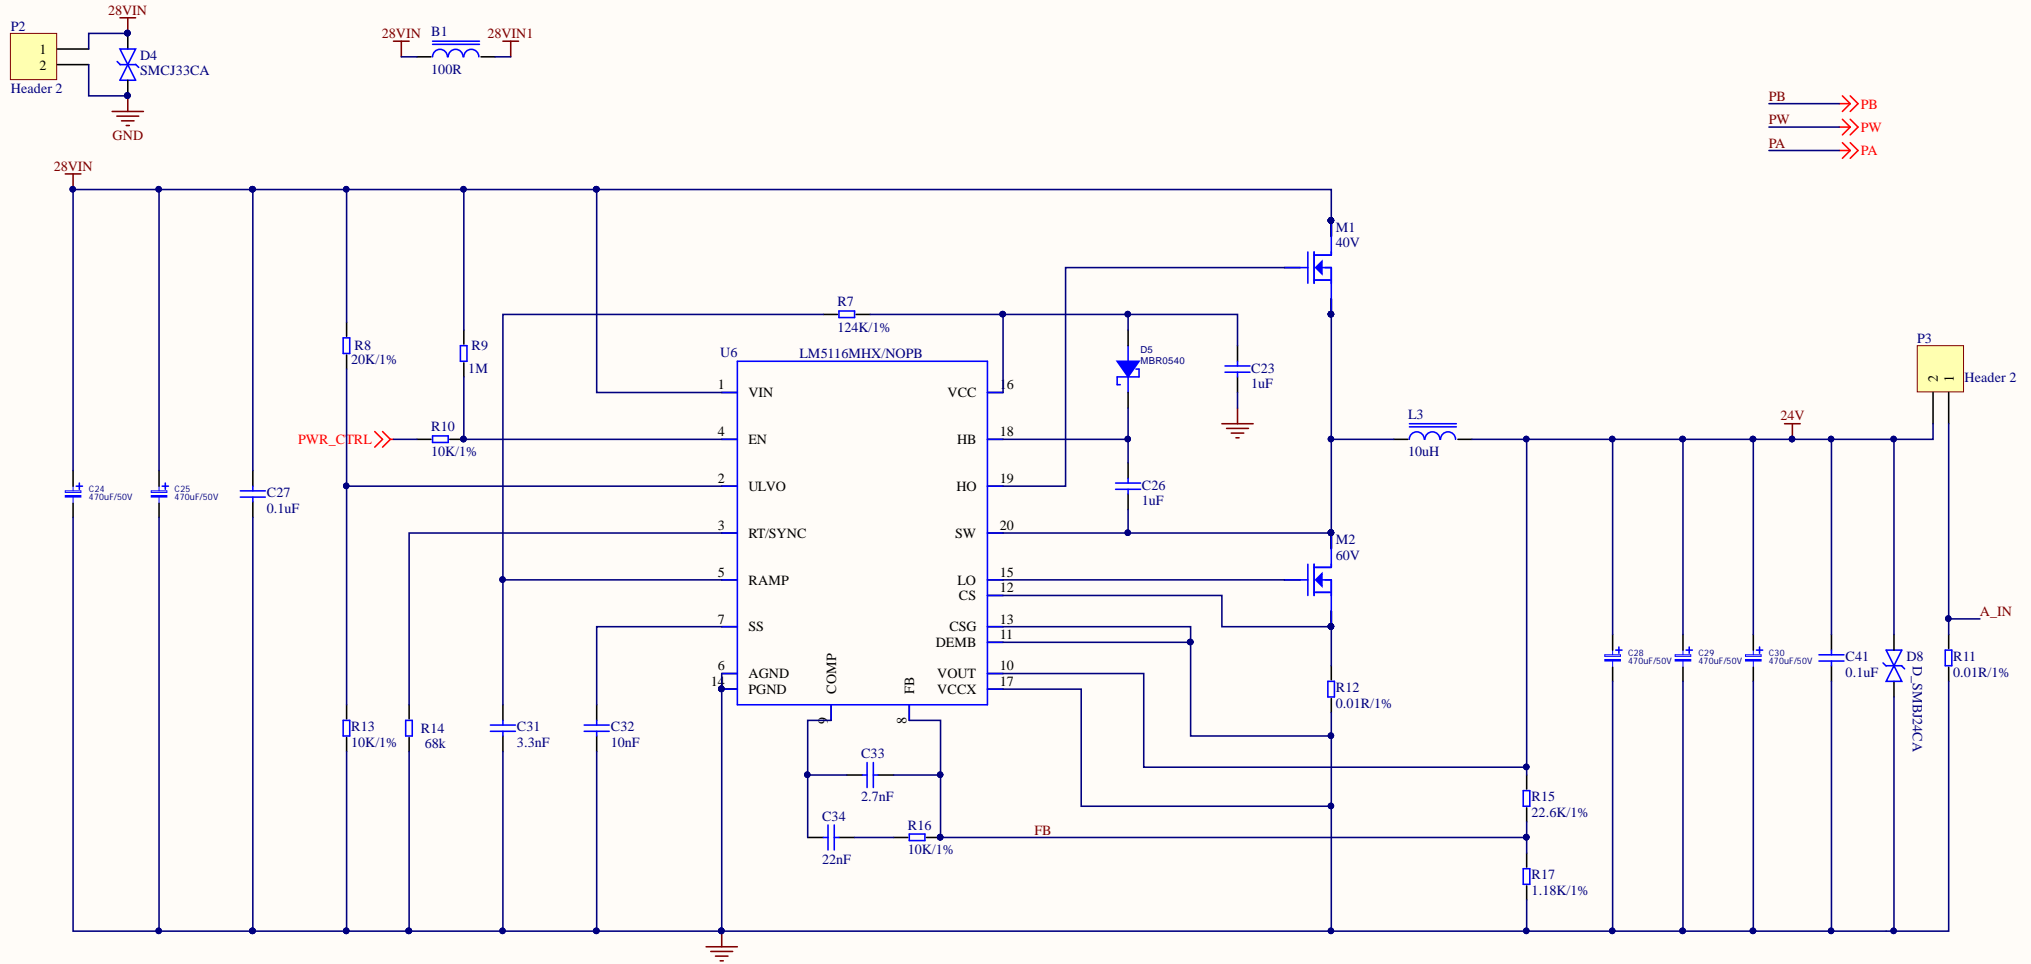 P2
28VIN
1
2
Header 2
D4
SMCJ33CA
GND
28VIN
B1
28VIN1
100R
PB
PB
PW
PW
PA
PA
28VIN
M1
40V
R7
124K/1%
R8
20K/1%
R9
1M
U6
LM5116MHX/NOPB
D5
MBR0540
C23
1uF
P3
2
1
Header 2
1
VIN
VCC
16
PWR_CTRL
R10
10K/1%
4
EN
HB
18
L3
10uH
24V
C24
470uF/50V
C25
470uF/50V
C27
0.1uF
2
ULVO
HO
19
C26
1uF
3
RT/SYNC
SW
20
M2
60V
5
RAMP
LO
15
CS
12
7
SS
CSG
13
DEMB
11
A_IN
6
AGND
VOUT
10
14
PGND
VCCX
17
COMP
FB
9
8
C28
470uF/50V
C29
470uF/50V
C30
470uF/50V
C41
0.1uF
D8
D_SMBJ24CA
R11
0.01R/1%
R12
0.01R/1%
R13
10K/1%
R14
68k
C31
3.3nF
C32
10nF
C33
2.7nF
C34
22nF
R16
10K/1%
FB
R15
22.6K/1%
R17
1.18K/1%